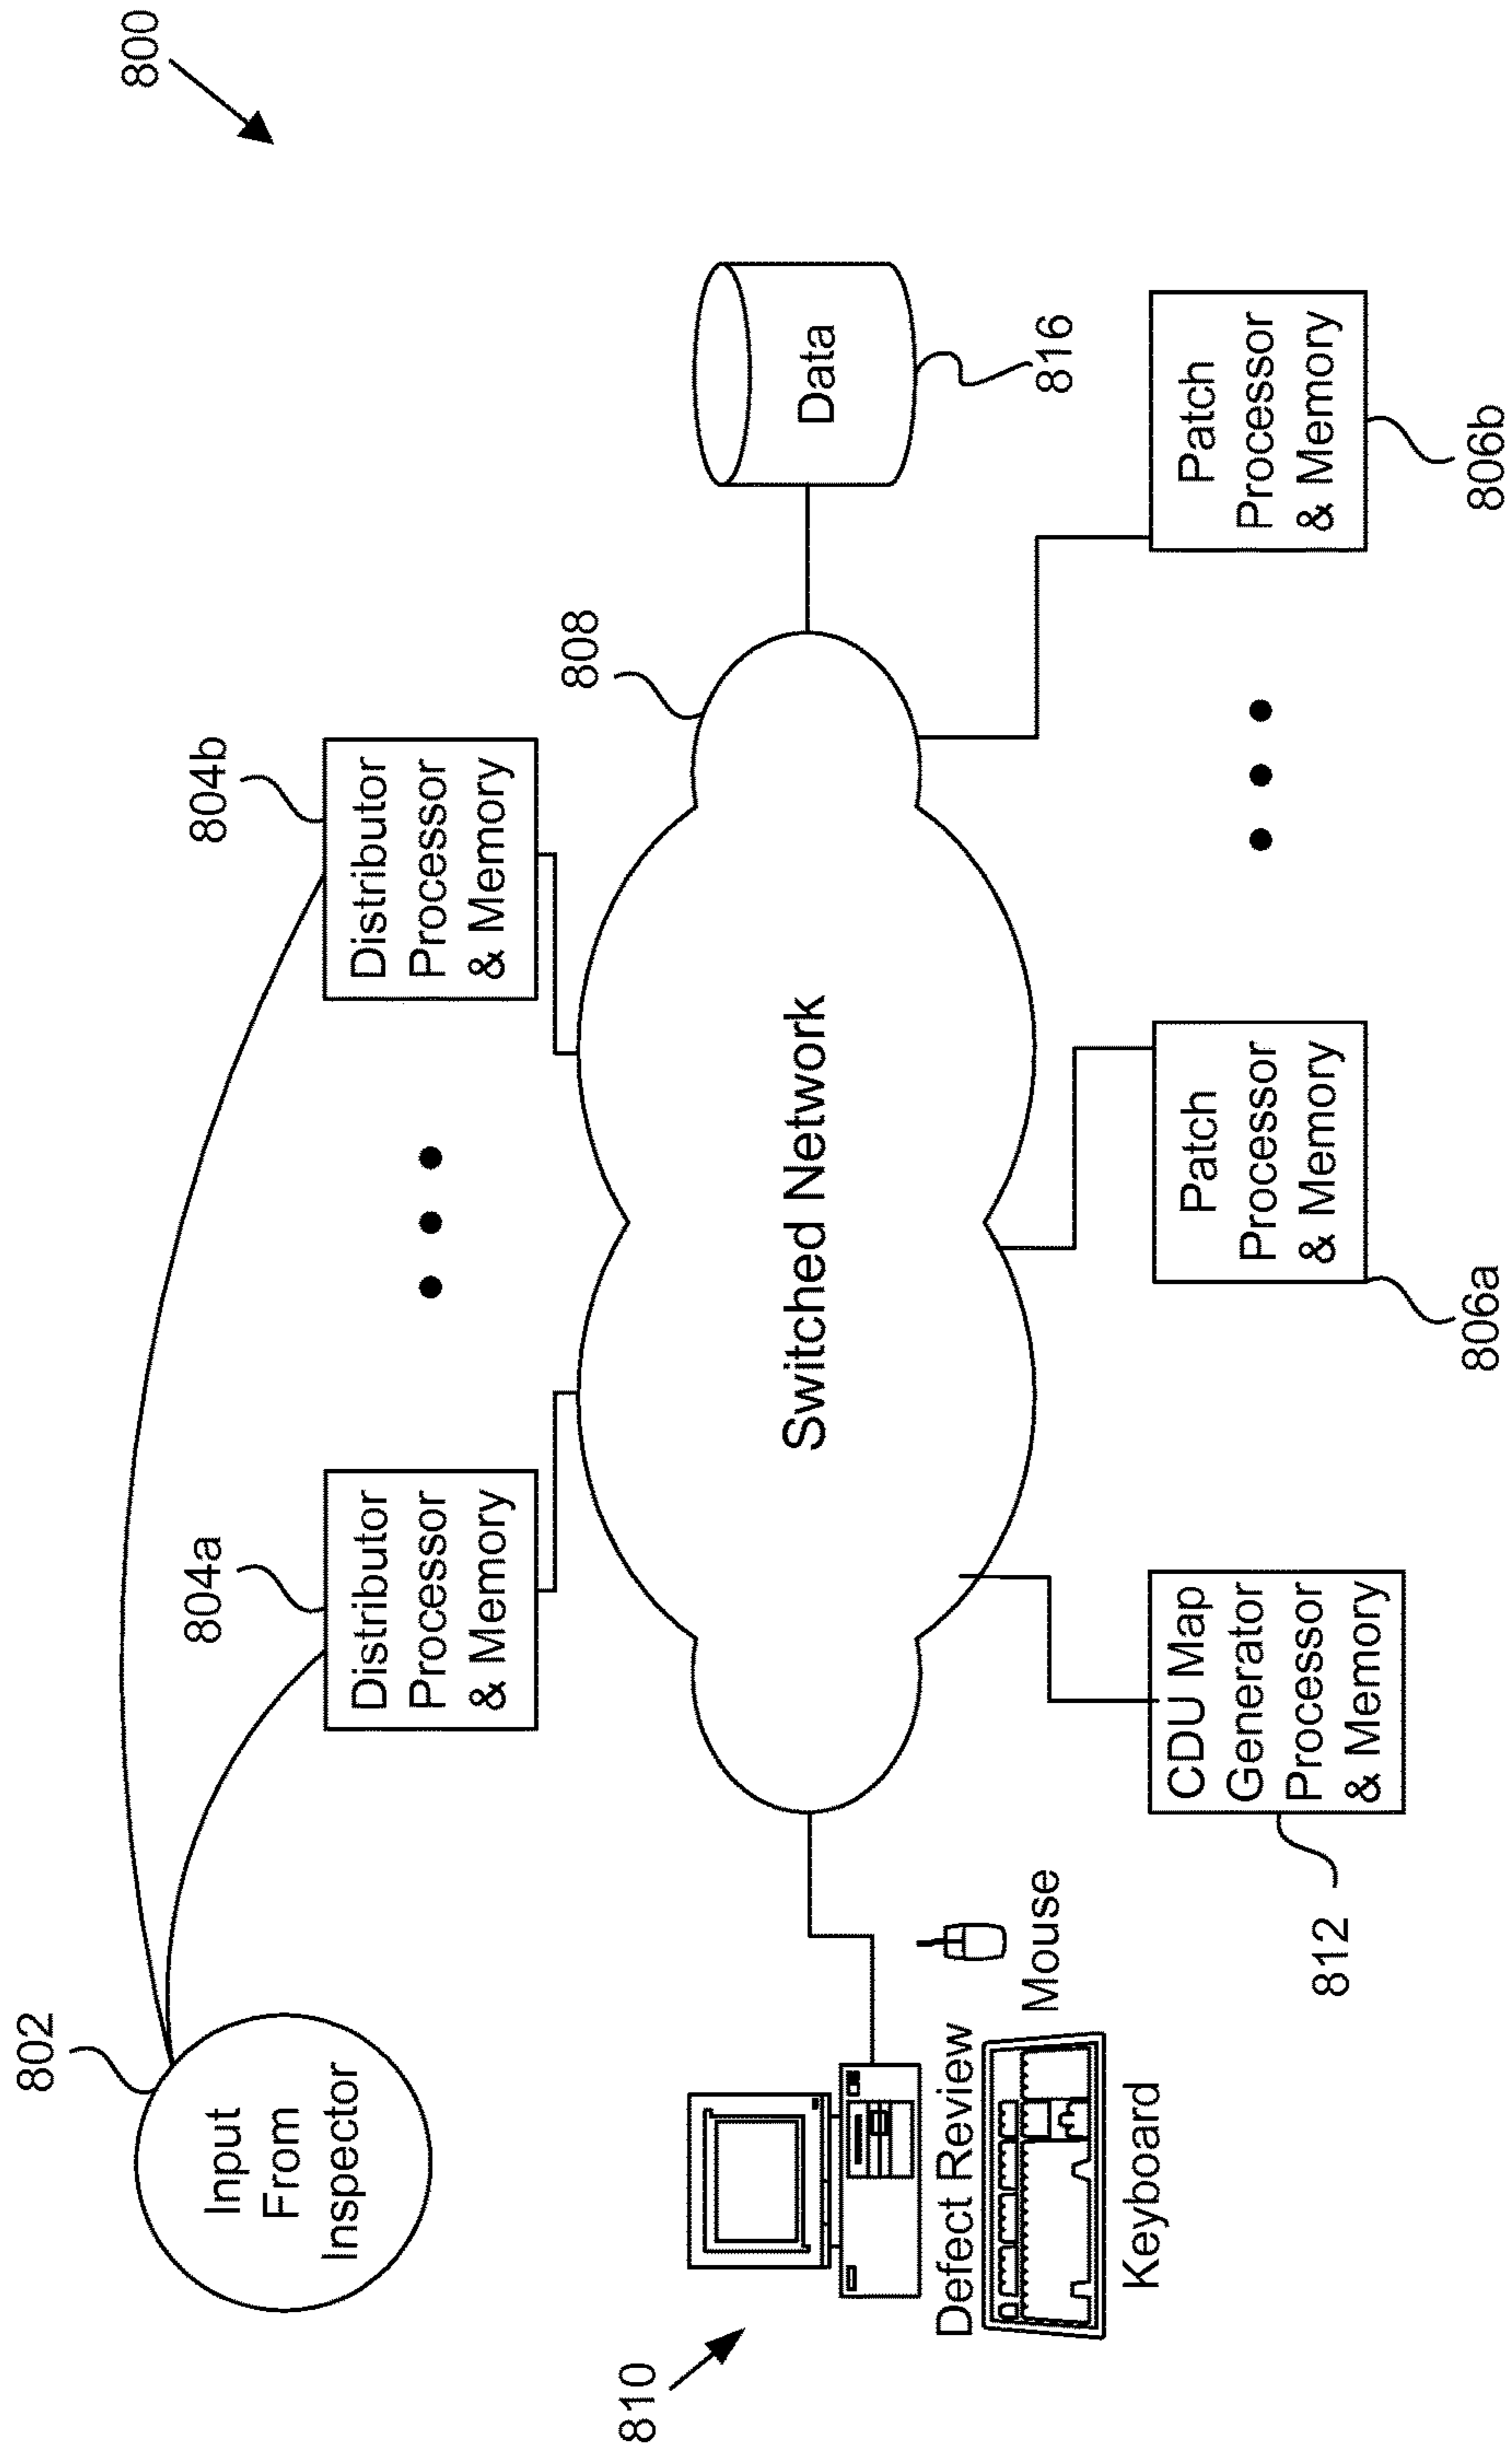 800
802
Input
From
Inspector
804a
Distributor
Processor
& Memory
804b
Distributor
Processor
& Memory
808
Switched Network
Data
816
810
Defect Review
Mouse
Keyboard
812
CDU Map
Generator
Processor
& Memory
806a
Patch
Processor
& Memory
806b
Patch
Processor
& Memory